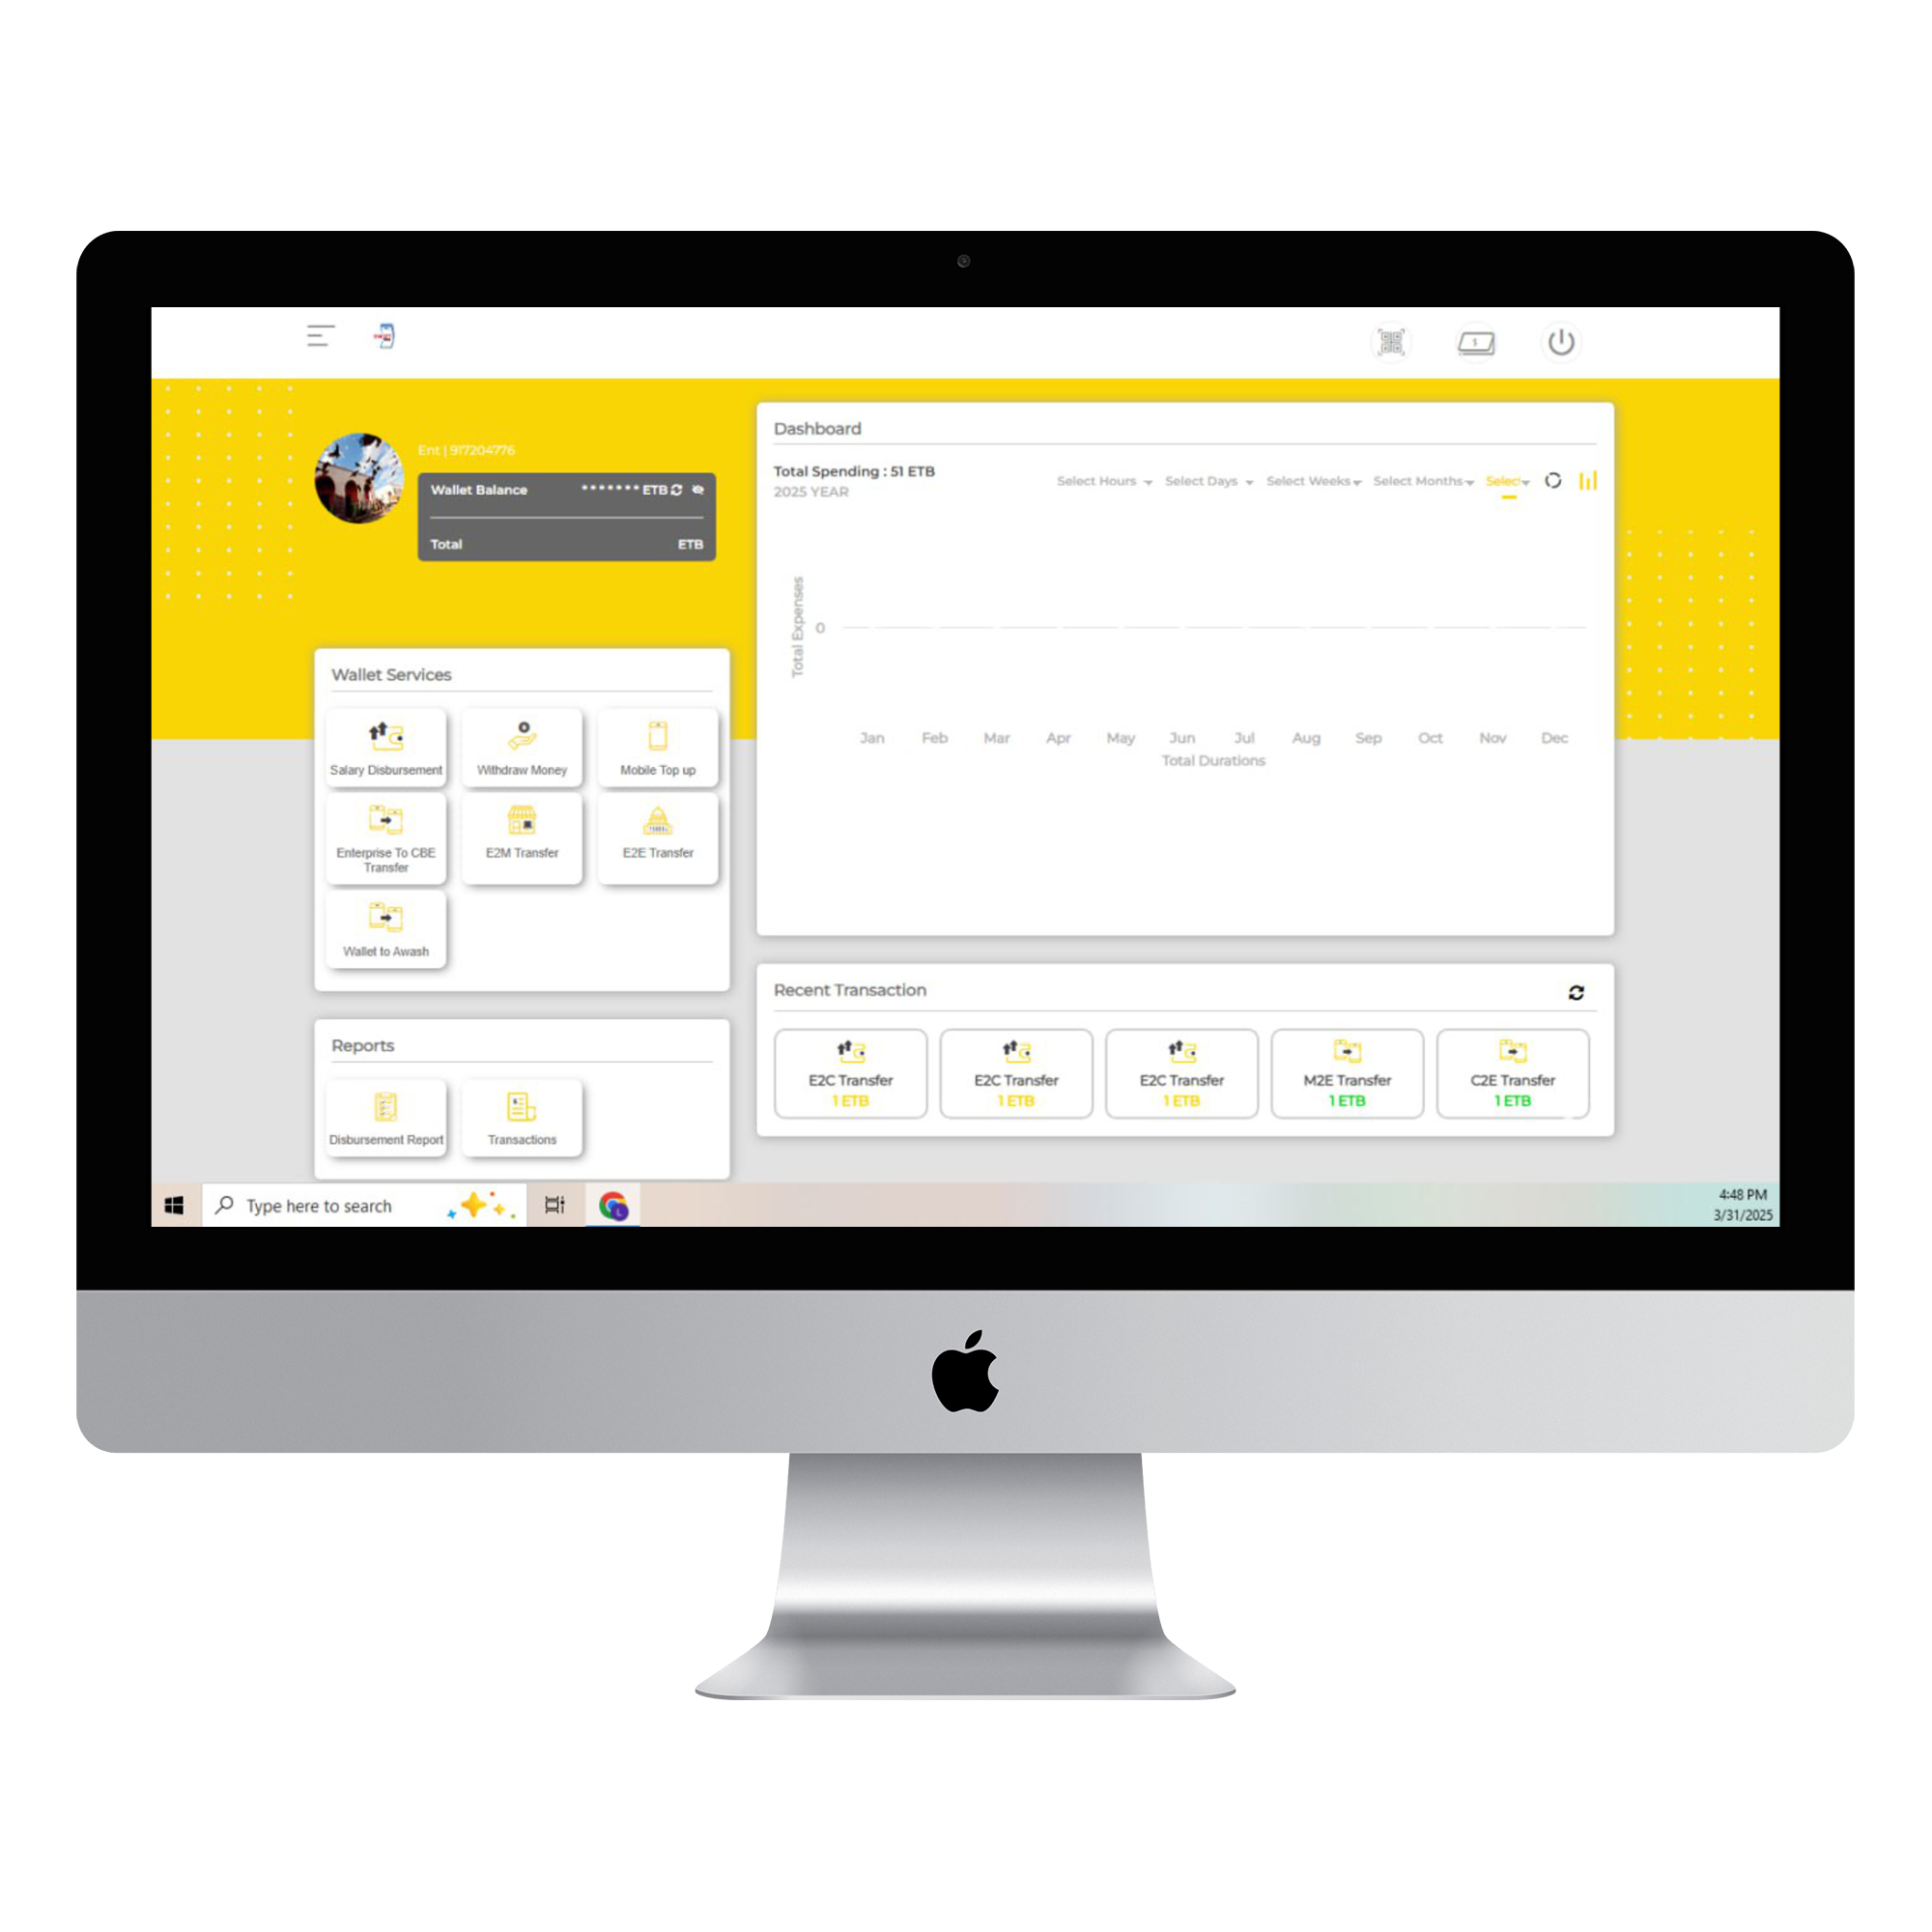 Ent | 917204776
Wallet Balance ******* ETB
Total ETB
Wallet Services
Salary Disbursement
Withdraw Money
Mobile Top up
Enterprise To CBE
Transfer
E2M Transfer
E2E Transfer
Wallet to Awash
Reports
Disbursement Report
Transactions
Dashboard
Total Spending : 51 ETB
2025 YEAR
Select Hours Select Days Select Weeks Select Months Select
Total Expenses
0
Jan Feb Mar Apr May Jun Jul Aug Sep Oct Nov Dec
Total Durations
Recent Transaction
E2C Transfer
1 ETB
E2C Transfer
1 ETB
E2C Transfer
1 ETB
M2E Transfer
1 ETB
C2E Transfer
1 ETB
Type here to search
L
4:48 PM
3/31/2025